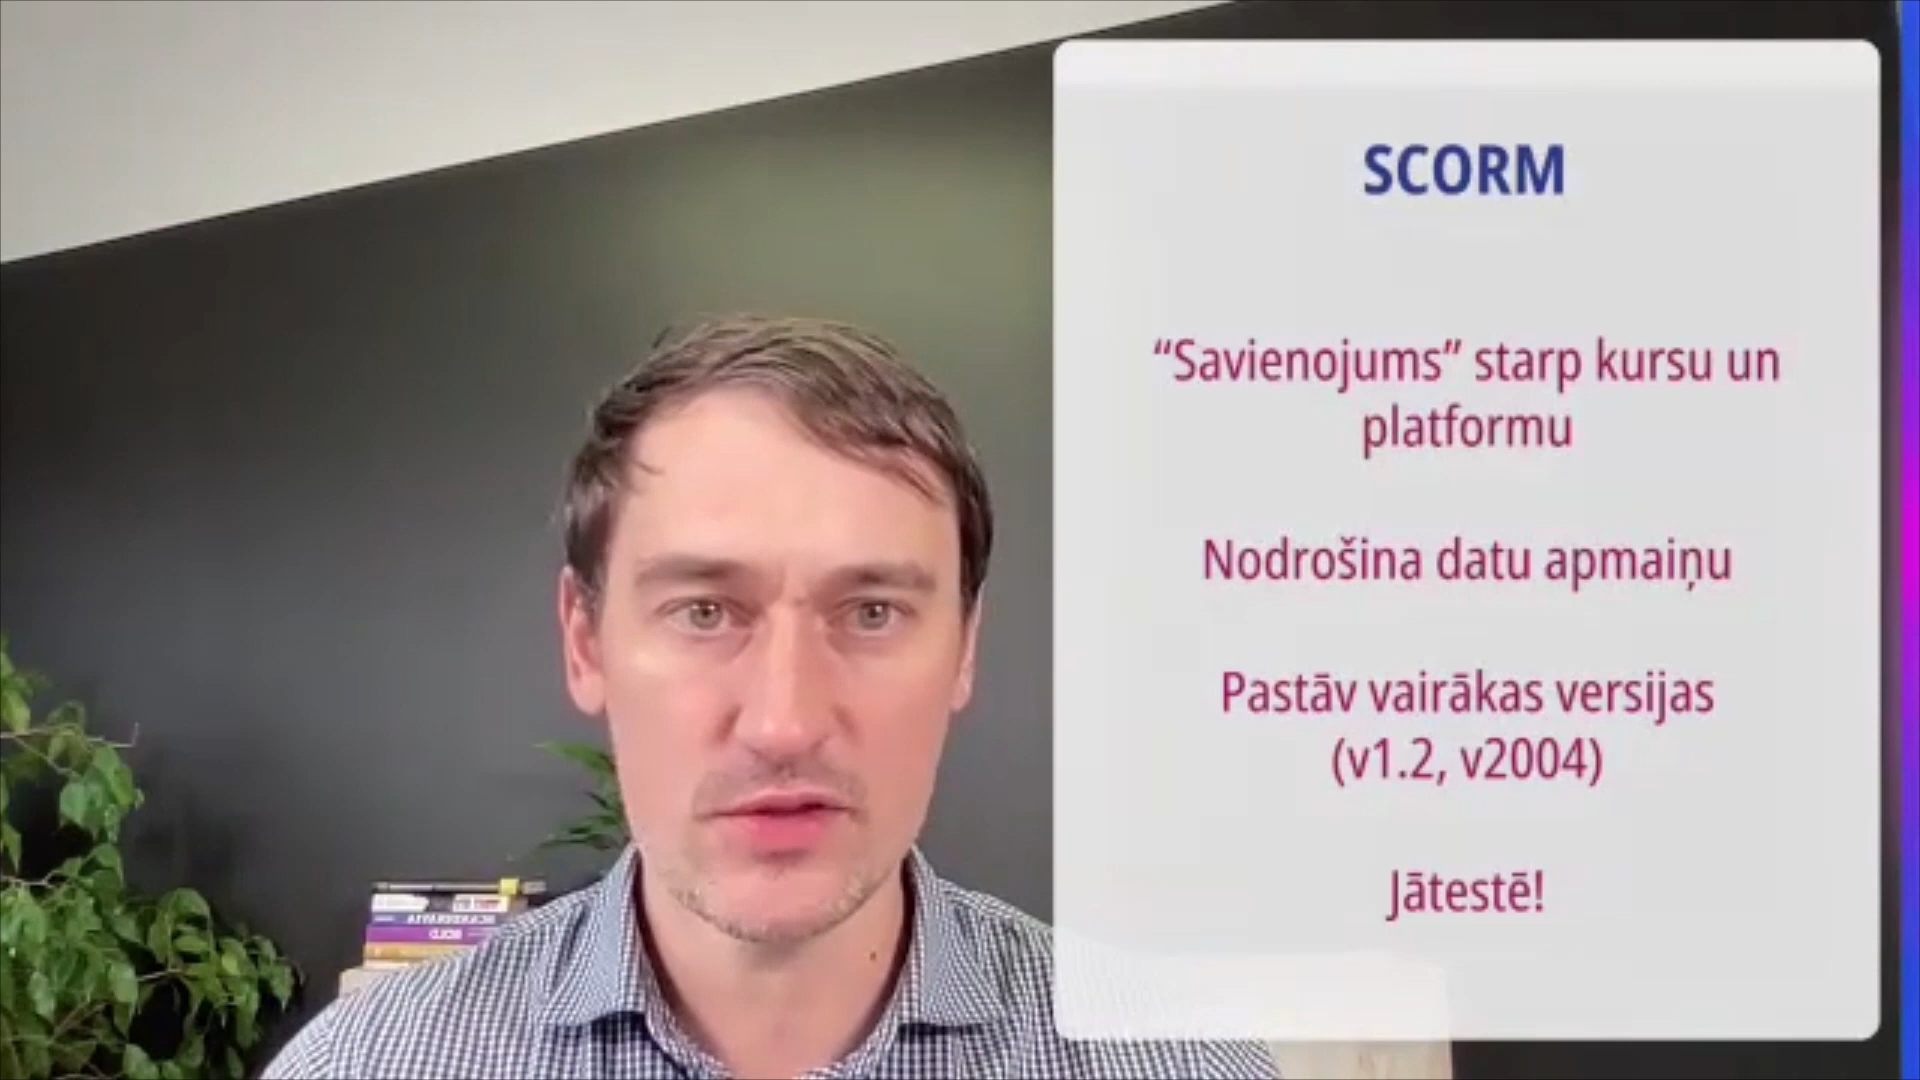 SCORM
“Savienojums” starp kursu un
platformu
Nodrošina datu apmaiņu
Pastāv vairākas versijas
(v1.2, v2004)
Jātestē!